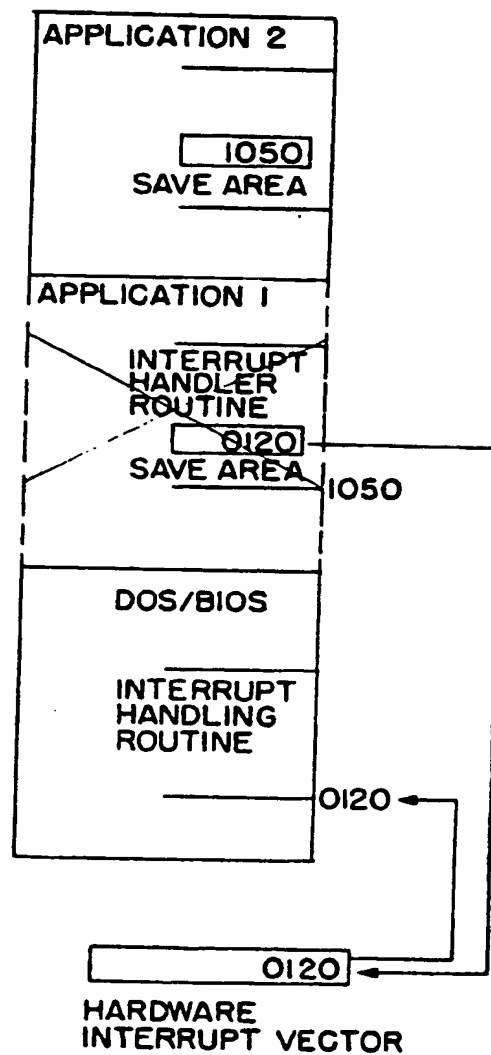 APPLICATION 2
1050
SAVE AREA
APPLICATION 1
INTERRUPT
HANDLER
ROUTINE
0120
SAVE AREA
1050
DOS/BIOS
INTERRUPT
HANDLING
ROUTINE
0120
0120
HARDWARE
INTERRUPT VECTOR